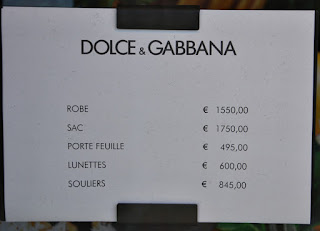 DOLCE & GABBANA
ROBE € 1550,00
SAC € 1750,00
PORTE FEUILLE € 495,00
LUNETTES € 600,00
SOULIERS € 845,00